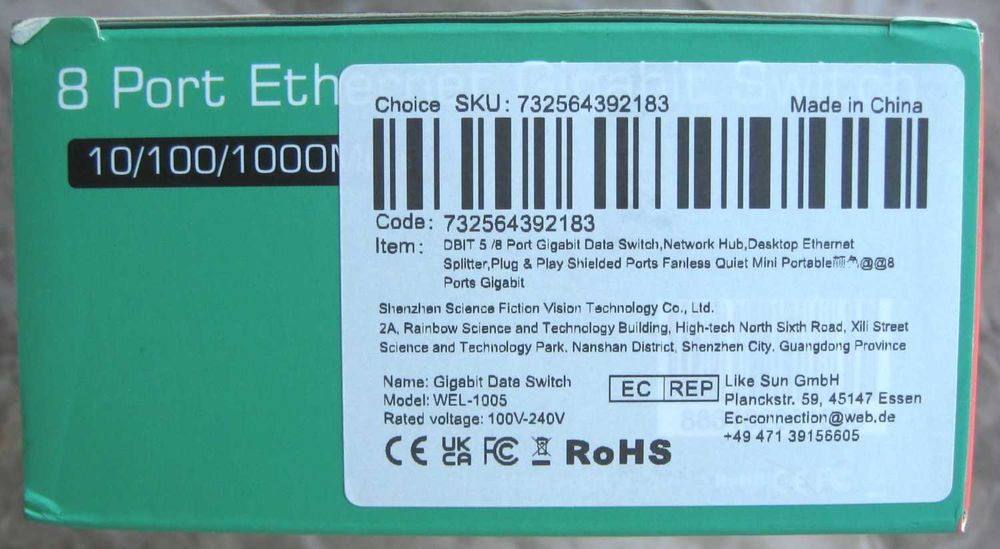 8 Port Ethernet Gigabit Switch
10/100/1000M
Choice SKU: 732564392183 Made in China
Code: 732564392183
Item: DBIT 5 /8 Port Gigabit Data Switch,Network Hub,Desktop Ethernet
Splitter,Plug & Play Shielded Ports Fanless Quiet Mini Portable @@8
Ports Gigabit
Shenzhen Science Fiction Vision Technology Co., Ltd.
2A, Rainbow Science and Technology Building, High-tech North Sixth Road, Xili Street
Science and Technology Park, Nanshan District, Shenzhen City, Guangdong Province
Name: Gigabit Data Switch
Model: WEL-1005
Rated voltage: 100V-240V
CE UKCA FC RoHS
EC REP
Like Sun GmbH
Planckstr. 59, 45147 Essen
Ec-connection@web.de
+49 471 39156605